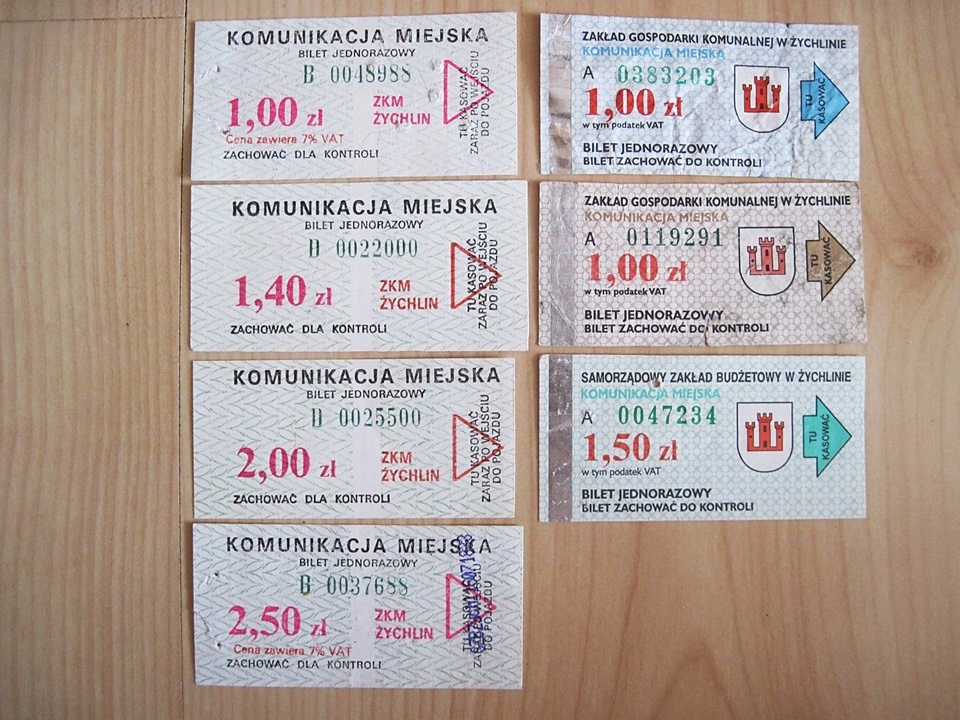 KOMUNIKACJA MIEJSKA
BILET JEDNORAZOWY
B 0048988
1,00 zł
ZKM
ŻYCHLIN
Cena zawiera 7% VAT
ZACHOWAĆ DLA KONTROLI
TU KASOWAĆ
ZARAZ PO WEJŚCIU
DO POJAZDU
KOMUNIKACJA MIEJSKA
BILET JEDNORAZOWY
D 0022000
1,40 zł
ZKM
ŻYCHLIN
ZACHOWAĆ DLA KONTROLI
TU KASOWAĆ
ZARAZ PO WEJŚCIU
DO POJAZDU
KOMUNIKACJA MIEJSKA
BILET JEDNORAZOWY
D 0025500
2,00 zł
ZKM
ŻYCHLIN
ZACHOWAĆ DLA KONTROLI
TU KASOWAĆ
ZARAZ PO WEJŚCIU
DO POJAZDU
KOMUNIKACJA MIEJSKA
BILET JEDNORAZOWY
B 0037688
2,50 zł
ZKM
ŻYCHLIN
Cena zawiera 7% VAT
ZACHOWAĆ DLA KONTROLI
TU KASOWAĆ
ZARAZ PO WEJŚCIU
DO POJAZDU
ZAKŁAD GOSPODARKI KOMUNALNEJ W ŻYCHLINIE
KOMUNIKACJA MIEJSKA
A 0383203
1,00 zł
w tym podatek VAT
BILET JEDNORAZOWY
BILET ZACHOWAĆ DO KONTROLI
TU
KASOWAĆ
ZAKŁAD GOSPODARKI KOMUNALNEJ W ŻYCHLINIE
KOMUNIKACJA MIEJSKA
A 0119291
1,00 zł
w tym podatek VAT
BILET JEDNORAZOWY
BILET ZACHOWAĆ DO KONTROLI
TU
KASOWAĆ
SAMORZĄDOWY ZAKŁAD BUDŻETOWY W ŻYCHLINIE
KOMUNIKACJA MIEJSKA
A 0047234
1,50 zł
w tym podatek VAT
BILET JEDNORAZOWY
BILET ZACHOWAĆ DO KONTROLI
TU
KASOWAĆ